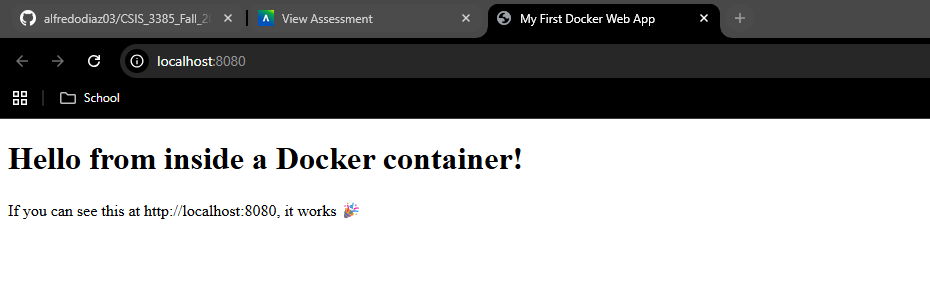 alfredodiaz03/CSIS_3385_Fall_2
View Assessment
My First Docker Web App
localhost:8080
School
Hello from inside a Docker container!
If you can see this at http://localhost:8080, it works 🎉